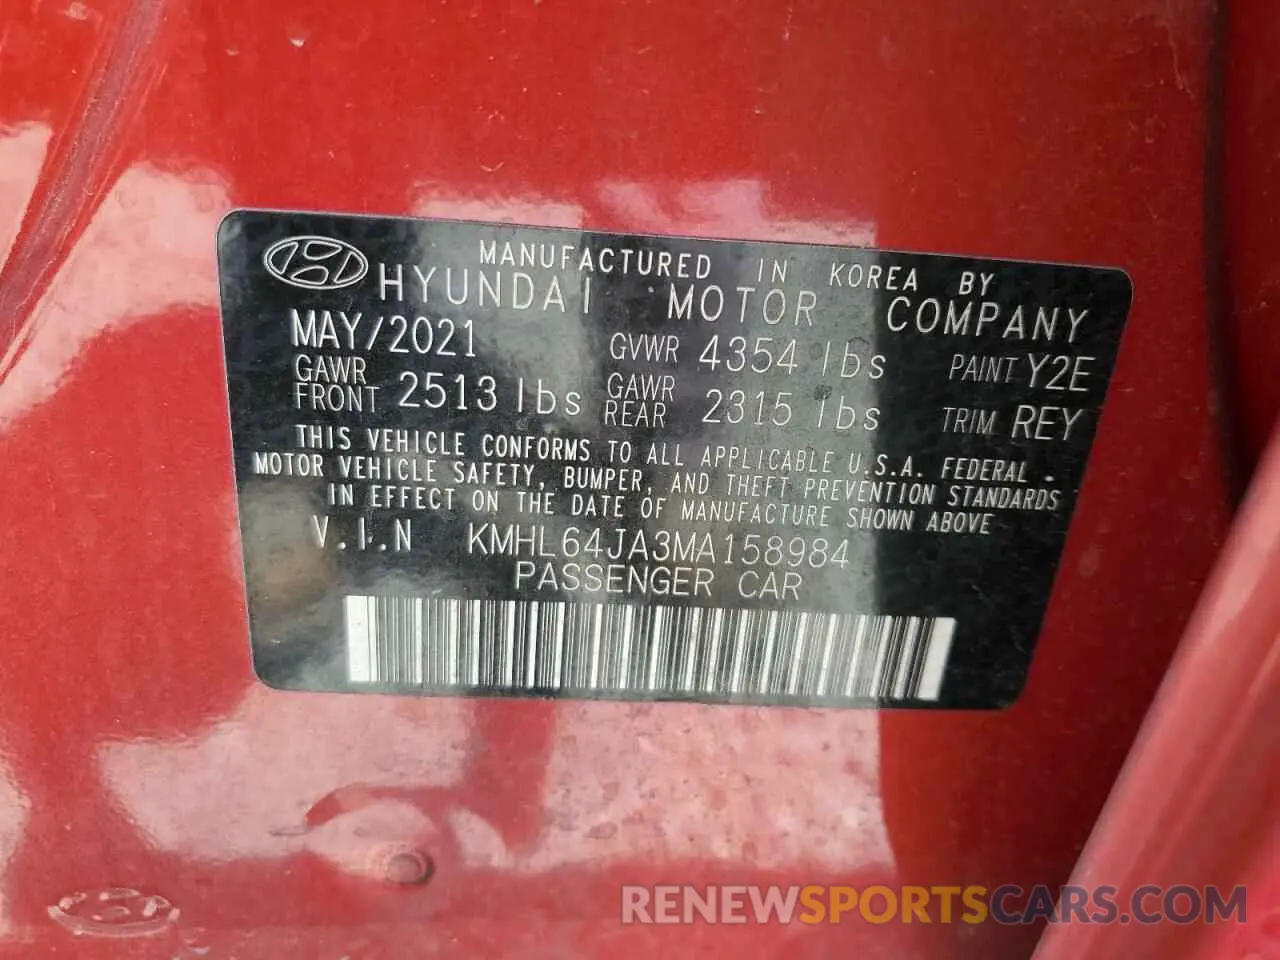 MANUFACTURED IN KOREA BY
HYUNDAI MOTOR COMPANY
MAY/2021 GVWR 4354 lbs PAINT Y2E
GAWR FRONT 2513 lbs GAWR REAR 2315 lbs TRIM REY
THIS VEHICLE CONFORMS TO ALL APPLICABLE U.S.A. FEDERAL .
MOTOR VEHICLE SAFETY, BUMPER, AND THEFT PREVENTION STANDARDS
IN EFFECT ON THE DATE OF MANUFACTURE SHOWN ABOVE
V.I.N KMHL64JA3MA158984
PASSENGER CAR
RENEWSPORTSCARS.COM